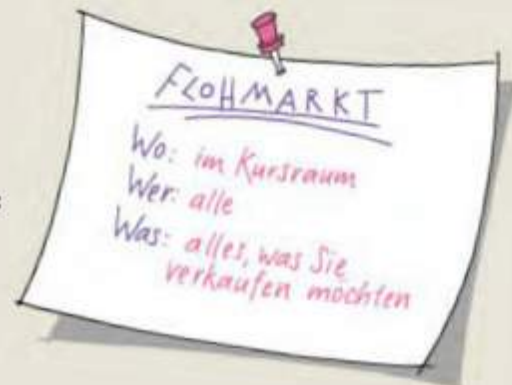 FLOHMARKT
Wo: im Kursraum
Wer: alle
Was: alles, was Sie
verkaufen möchten